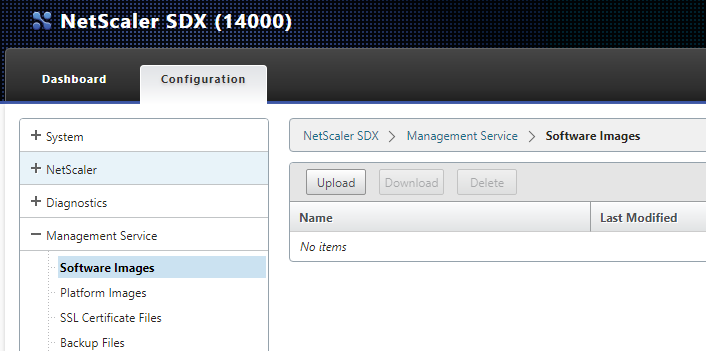 NetScaler SDX (14000)
Dashboard Configuration
System
NetScaler
Diagnostics
Management Service
Software Images
Platform Images
SSL Certificate Files
Backup Files
NetScaler SDX > Management Service > Software Images
Upload Download Delete
Name Last Modified
No items